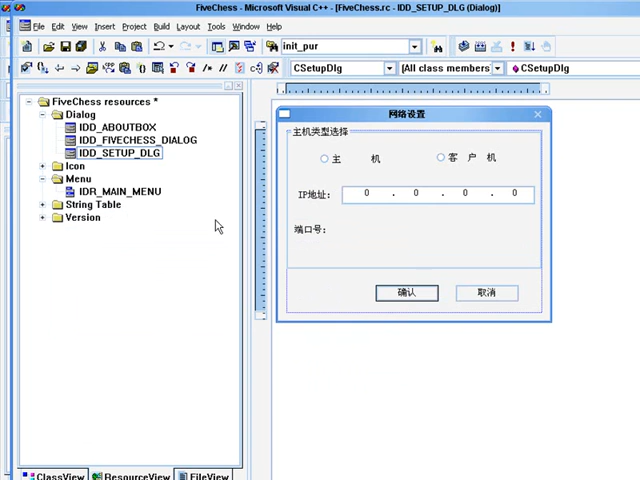 FiveChess - Microsoft Visual C++ - [FiveChess.rc - IDD_SETUP_DLG (Dialog)]
File Edit View Insert Project Build Layout Tools Window Help
init_pur
CSetupDlg [All class members] CSetupDlg
FiveChess resources *
Dialog
IDD_ABOUTBOX
IDD_FIVECHESS_DIALOG
IDD_SETUP_DLG
Icon
Menu
IDR_MAIN_MENU
String Table
Version
网络设置
主机类型选择
主 机 客 户 机
IP地址: 0 . 0 . 0 . 0
端口号:
确认 取消
ClassView ResourceView FileView